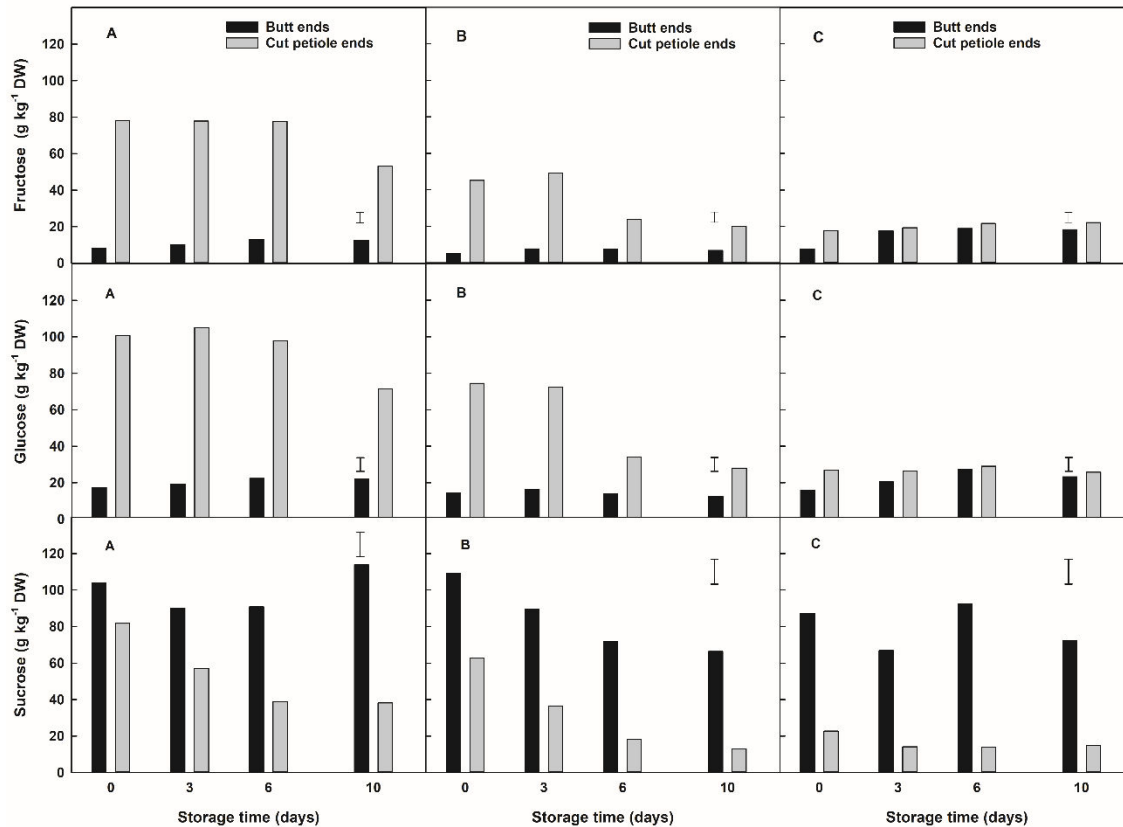 A
Butt ends
Cut petiole ends
B
Butt ends
Cut petiole ends
C
Butt ends
Cut petiole ends
Fructose (g kg-1 DW)
120
100
80
60
40
20
0
A
B
C
Glucose (g kg-1 DW)
120
100
80
60
40
20
0
A
B
C
Sucrose (g kg-1 DW)
120
100
80
60
40
20
0
0 3 6 10
0 3 6 10
0 3 6 10
Storage time (days)
Storage time (days)
Storage time (days)